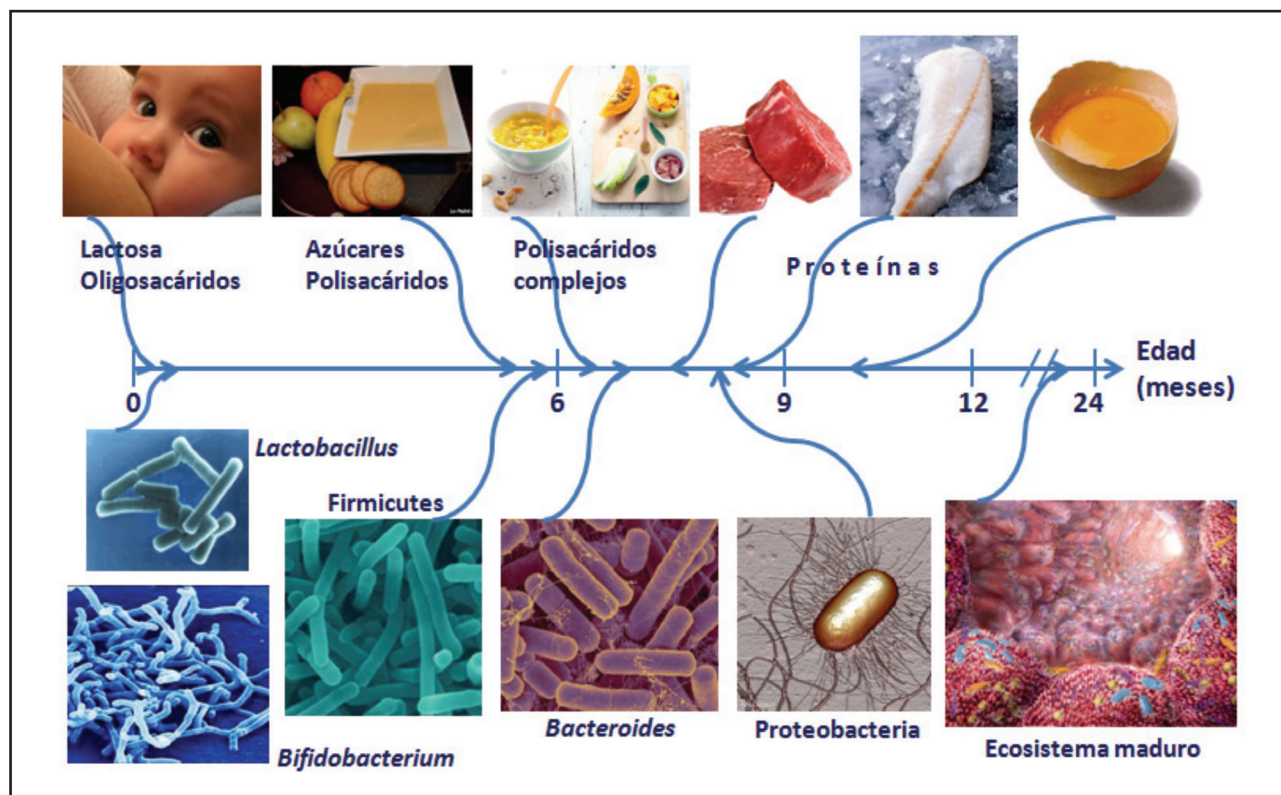 Lactosa
Oligosacáridos
Azúcares
Polisacáridos
Polisacáridos
complejos
Proteínas
Edad
(meses)
0
6
9
12
24
Lactobacillus
Firmicutes
Bifidobacterium
Bacteroides
Proteobacteria
Ecosistema maduro